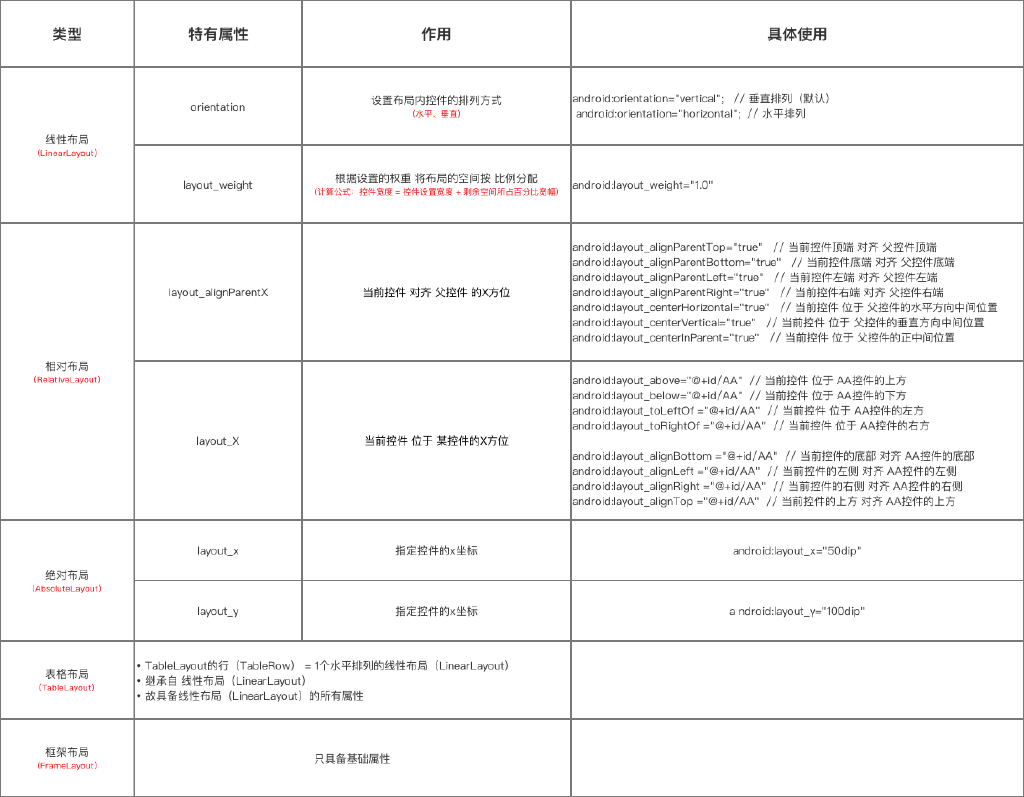 类型
特有属性
作用
具体使用
线性布局
(LinearLayout)
orientation
设置布局内控件的排列方式
(水平、垂直)
android:orientation="vertical"; // 垂直排列（默认）
android:orientation="horizontal"; // 水平排列
layout_weight
根据设置的权重 将布局的空间按 比例分配
(计算公式：控件宽度 = 控件设置宽度 + 剩余空间所占百分比宽幅)
android:layout_weight="1.0"
相对布局
(RelativeLayout)
layout_alignParentX
当前控件 对齐 父控件 的X方位
android:layout_alignParentTop="true" // 当前控件顶端 对齐 父控件顶端
android:layout_alignParentBottom="true" // 当前控件底端 对齐 父控件底端
android:layout_alignParentLeft="true" // 当前控件左端 对齐 父控件左端
android:layout_alignParentRight="true" // 当前控件右端 对齐 父控件右端
android:layout_centerHorizontal="true" // 当前控件 位于 父控件的水平方向中间位置
android:layout_centerVertical="true" // 当前控件 位于 父控件的垂直方向中间位置
android:layout_centerInParent="true" // 当前控件 位于 父控件的正中间位置
layout_X
当前控件 位于 某控件的X方位
android:layout_above="@+id/AA" // 当前控件 位于 AA控件的上方
android:layout_below="@+id/AA" // 当前控件 位于 AA控件的下方
android:layout_toLeftOf ="@+id/AA" // 当前控件 位于 AA控件的左方
android:layout_toRightOf ="@+id/AA" // 当前控件 位于 AA控件的右方
android:layout_alignBottom ="@+id/AA" // 当前控件的底部 对齐 AA控件的底部
android:layout_alignLeft ="@+id/AA" // 当前控件的左侧 对齐 AA控件的左侧
android:layout_alignRight ="@+id/AA" // 当前控件的右侧 对齐 AA控件的右侧
android:layout_alignTop ="@+id/AA" // 当前控件的上方 对齐 AA控件的上方
绝对布局
(AbsoluteLayout)
layout_x
指定控件的x坐标
android:layout_x="50dip"
layout_y
指定控件的x坐标
a ndroid:layout_y="100dip"
表格布局
(TableLayout)
• TableLayout的行（TableRow） = 1个水平排列的线性布局（LinearLayout）
• 继承自 线性布局（LinearLayout）
• 故具备线性布局（LinearLayout）的所有属性
框架布局
(FrameLayout)
只具备基础属性